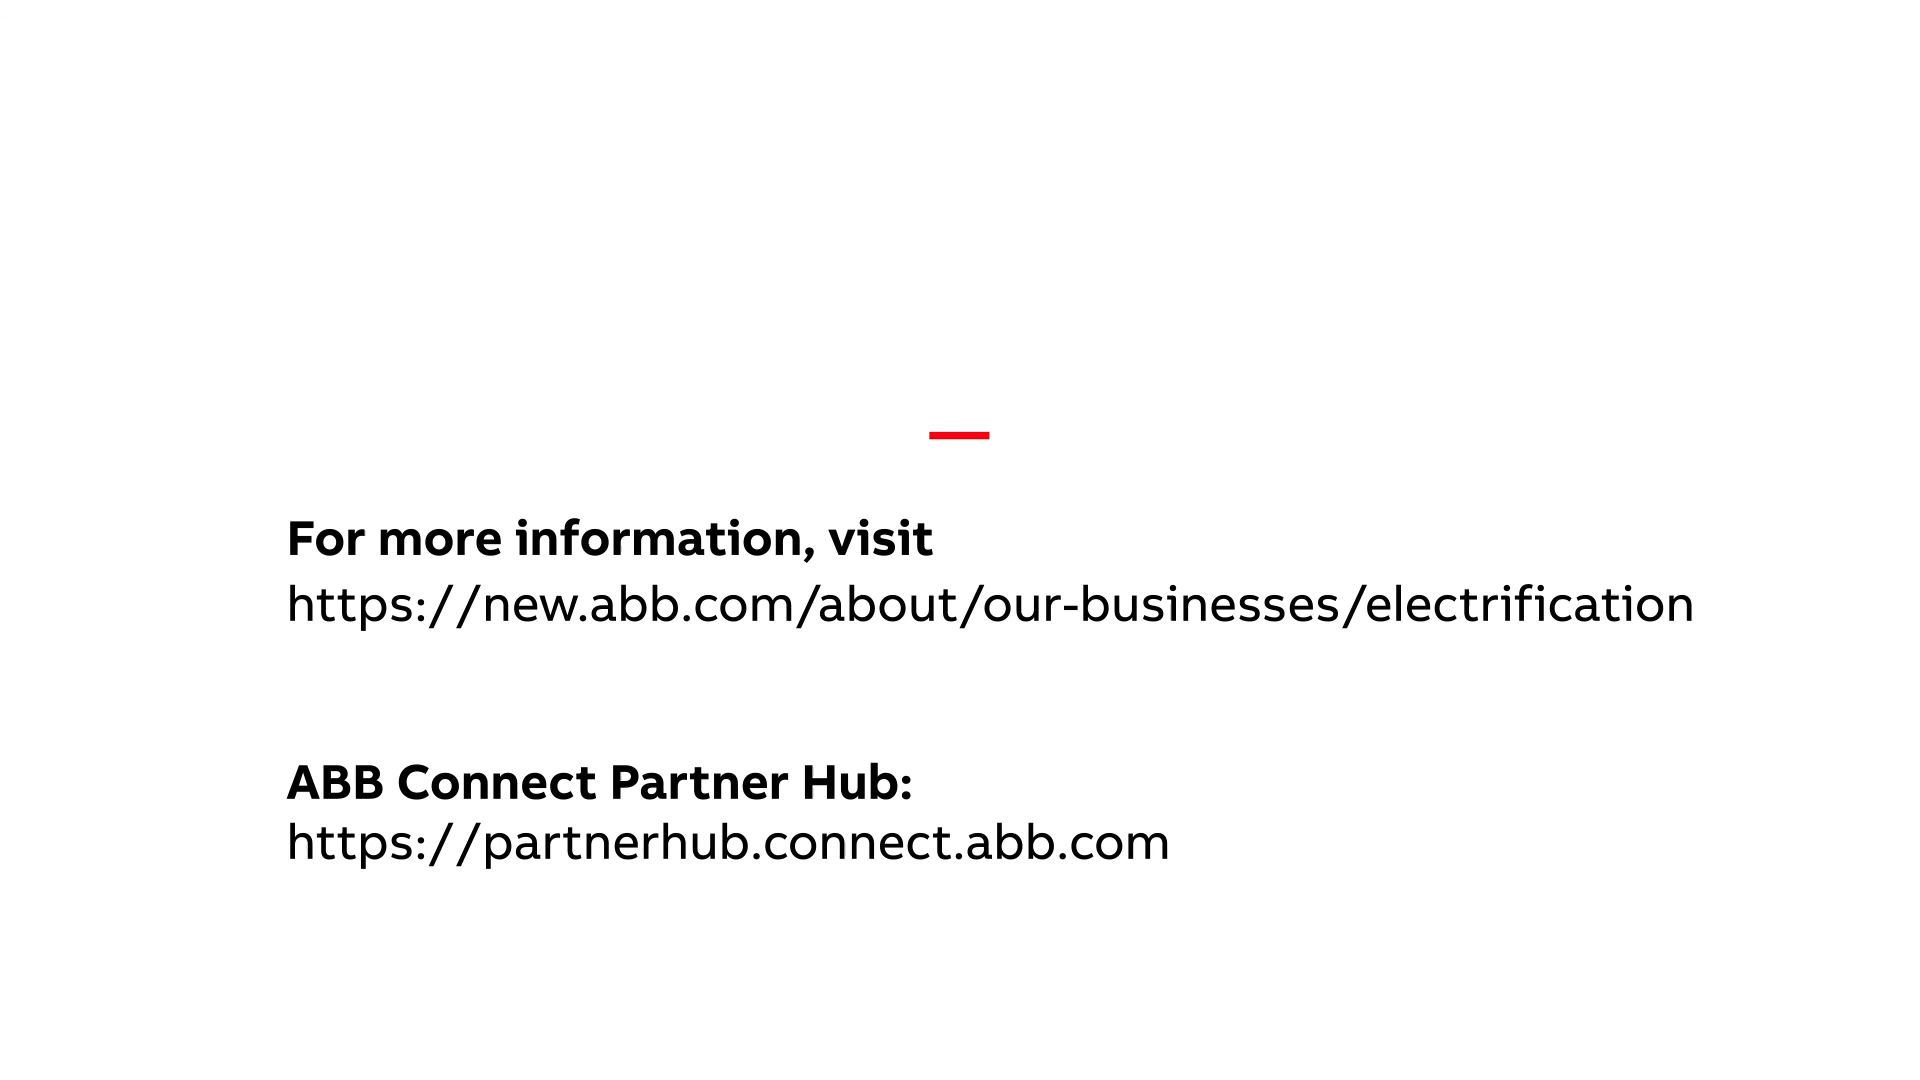 For more information, visit
https://new.abb.com/about/our-businesses/electrification
ABB Connect Partner Hub:
https://partnerhub.connect.abb.com